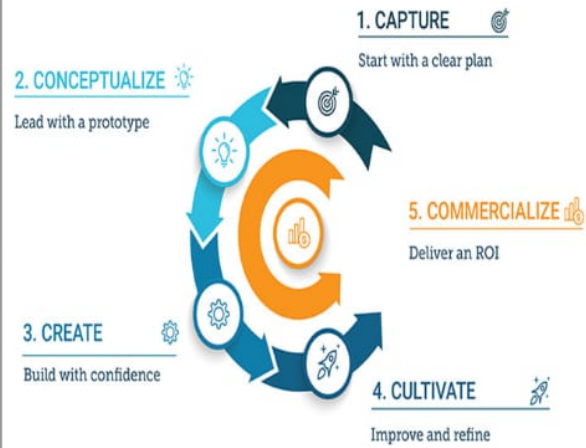 1. CAPTURE
Start with a clear plan
2. CONCEPTUALIZE
Lead with a prototype
3. CREATE
Build with confidence
4. CULTIVATE
Improve and refine
5. COMMERCIALIZE
Deliver an ROI